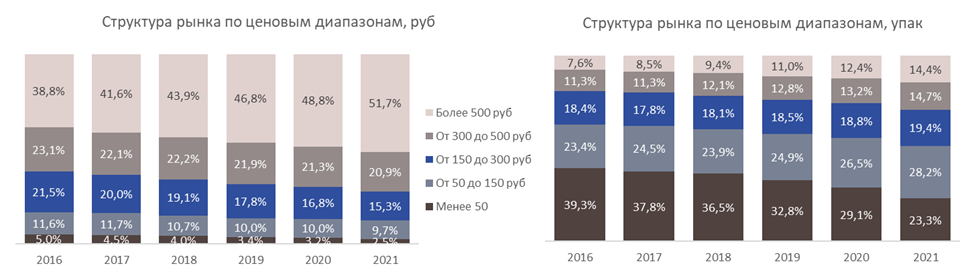 Структура рынка по ценовым диапазонам, руб
38,8% 41,6% 43,9% 46,8% 48,8% 51,7%
23,1% 22,1% 22,2% 21,9% 21,3% 20,9%
21,5% 20,0% 19,1% 17,8% 16,8% 15,3%
11,6% 11,7% 10,7% 10,0% 10,0% 9,7%
5,0% 4,5% 4,0% 3,4% 3,2% 2,5%
2016 2017 2018 2019 2020 2021
Более 500 руб
От 300 до 500 руб
От 150 до 300 руб
От 50 до 150 руб
Менее 50
Структура рынка по ценовым диапазонам, упак
7,6% 8,5% 9,4% 11,0% 12,4% 14,4%
11,3% 11,3% 12,1% 12,8% 13,2% 14,7%
18,4% 17,8% 18,1% 18,5% 18,8% 19,4%
23,4% 24,5% 23,9% 24,9% 26,5% 28,2%
39,3% 37,8% 36,5% 32,8% 29,1% 23,3%
2016 2017 2018 2019 2020 2021